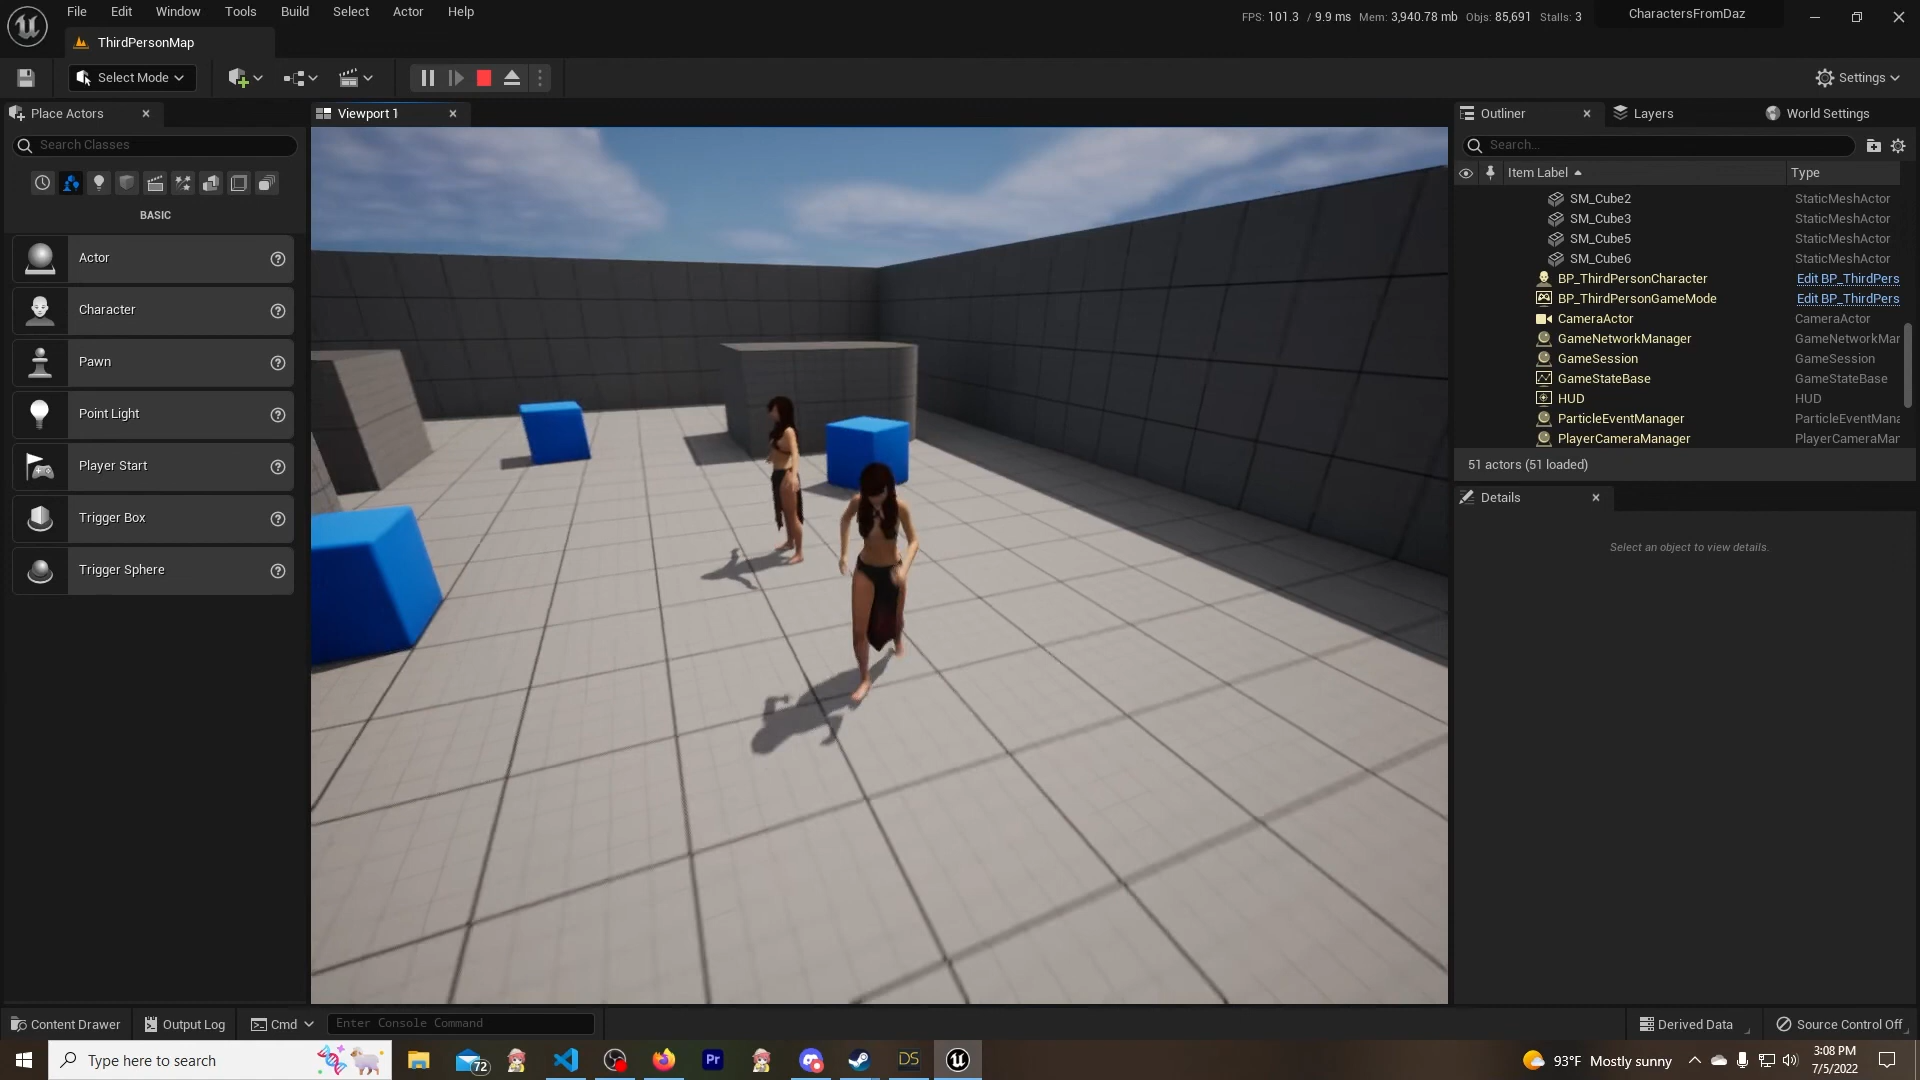 File Edit Window Tools Build Select Actor Help
FPS: 101.3 / 9.9 ms Mem: 3,940.78 mb Objs: 85,691 Stalls: 3
CharactersFromDaz
ThirdPersonMap
Select Mode
Settings
Place Actors
Search Classes
BASIC
Actor
Character
Pawn
Point Light
Player Start
Trigger Box
Trigger Sphere
Viewport 1
Outliner
Layers
World Settings
Search...
Item Label Type
SM_Cube2 StaticMeshActor
SM_Cube3 StaticMeshActor
SM_Cube5 StaticMeshActor
SM_Cube6 StaticMeshActor
BP_ThirdPersonCharacter Edit BP_ThirdPers
BP_ThirdPersonGameMode Edit BP_ThirdPers
CameraActor CameraActor
GameNetworkManager GameNetworkMar
GameSession GameSession
GameStateBase GameStateBase
HUD HUD
ParticleEventManager ParticleEventMana
PlayerCameraManager PlayerCameraMar
51 actors (51 loaded)
Details
Select an object to view details.
Content Drawer
Output Log
Cmd
Enter Console Command
Derived Data
Source Control Off
Type here to search
72
Pr
DS
93°F Mostly sunny
3:08 PM
7/5/2022